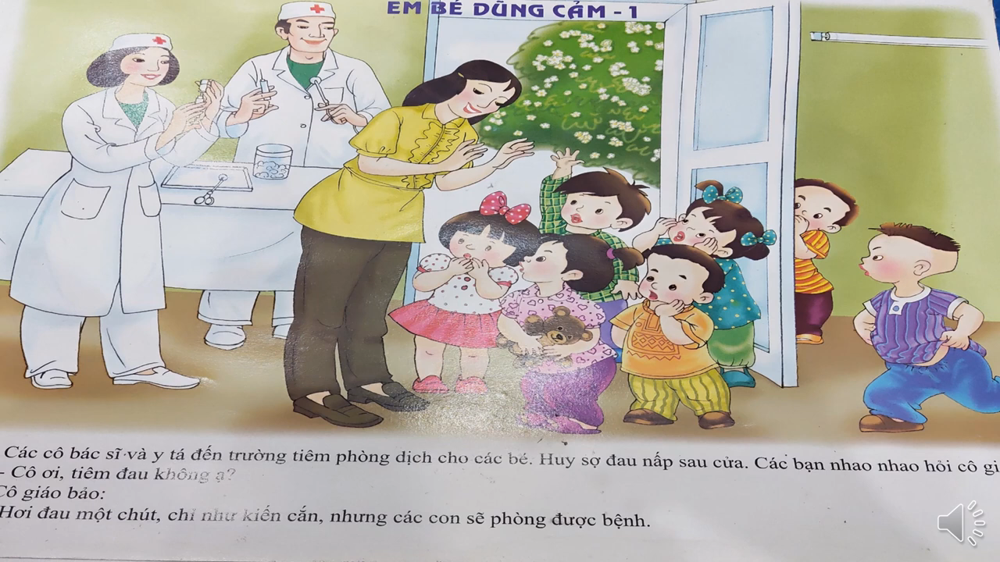 EM BÉ DŨNG CẢM - 1
Các cô bác sĩ và y tá đến trường tiêm phòng dịch cho các bé. Huy sợ đau nấp sau cửa. Các bạn nhao nhao hỏi cô gi
- Cô ơi, tiêm đau không ạ?
Cô giáo bảo:
Hơi đau một chút, chỉ như kiến cắn, nhưng các con sẽ phòng được bệnh.